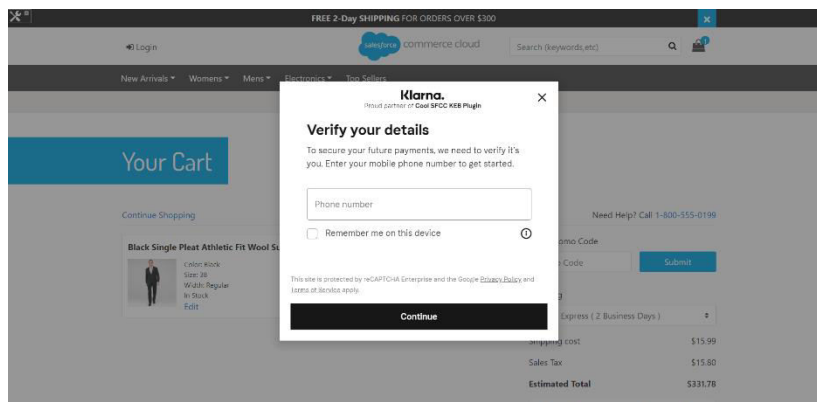 FREE 2-Day SHIPPING FOR ORDERS OVER $300
Login
salesforce commerce cloud
Search (keywords,etc)
1
New Arrivals
Womens
Mens
Electronics
Top Sellers
Klarna.
Proud partner of Cool SFCC KEB Plugin
Verify your details
To secure your future payments, we need to verify it's
you. Enter your mobile phone number to get started.
Phone number
Remember me on this device
This site is protected by reCAPTCHA Enterprise and the Google Privacy Policy and
Terms of Service apply.
Continue
Your Cart
Continue Shopping
Need Help? Call 1-800-555-0199
Black Single Pleat Athletic Fit Wool Su
Color: Black
Size: 38
Width: Regular
In Stock
Edit
omo Code
Code
Submit
g
Express ( 2 Business Days )
Shipping cost
$15.99
Sales Tax
$15.80
Estimated Total
$331.78